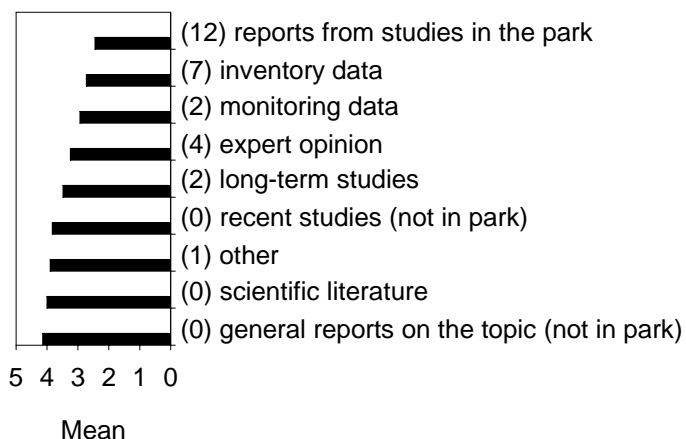 (12) reports from studies in the park
(7) inventory data
(2) monitoring data
(4) expert opinion
(2) long-term studies
(0) recent studies (not in park)
(1) other
(0) scientific literature
(0) general reports on the topic (not in park)
5 4 3 2 1 0
Mean